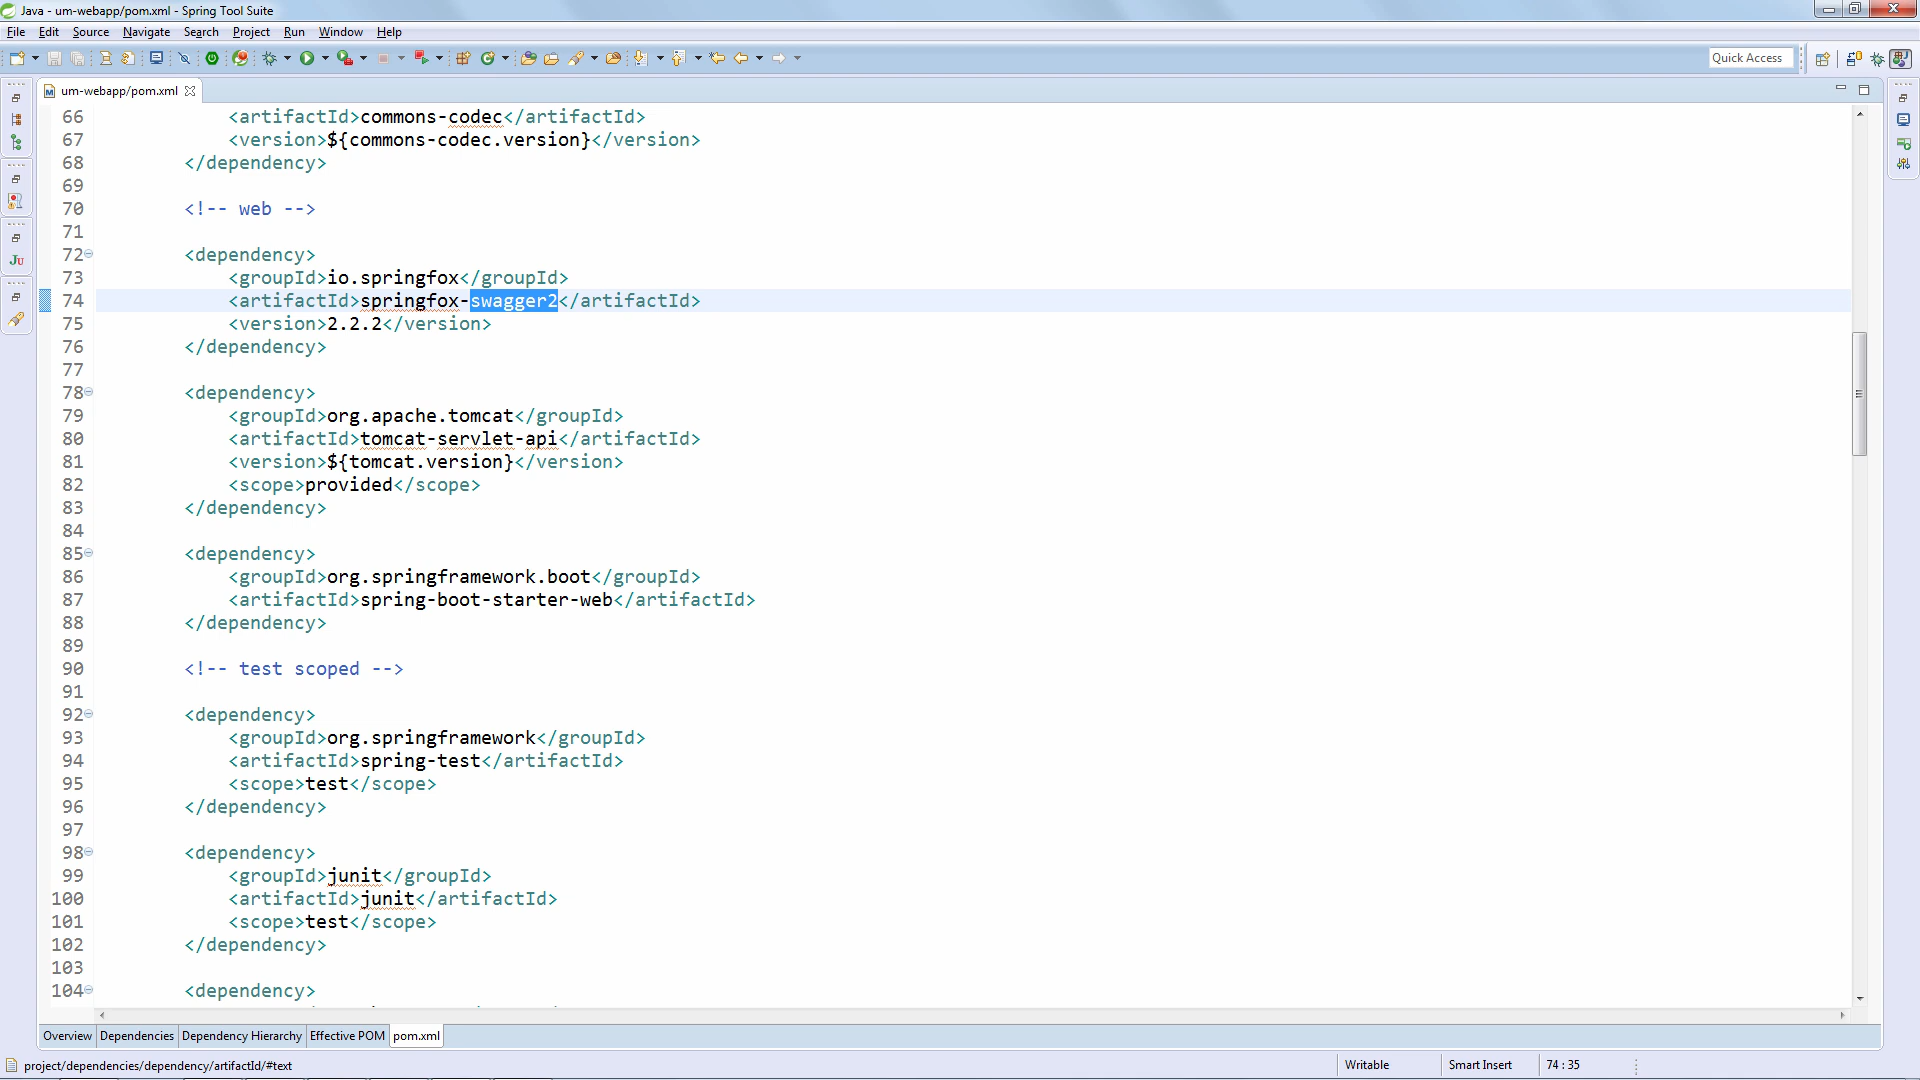 Java - um-webapp/pom.xml - Spring Tool Suite
File Edit Source Navigate Search Project Run Window Help
Quick Access
um-webapp/pom.xml
66 <artifactId>commons-codec</artifactId>
67 <version>${commons-codec.version}</version>
68 </dependency>
69
70 <!-- web -->
71
72 <dependency>
73 <groupId>io.springfox</groupId>
74 <artifactId>springfox-swagger2</artifactId>
75 <version>2.2.2</version>
76 </dependency>
77
78 <dependency>
79 <groupId>org.apache.tomcat</groupId>
80 <artifactId>tomcat-servlet-api</artifactId>
81 <version>${tomcat.version}</version>
82 <scope>provided</scope>
83 </dependency>
84
85 <dependency>
86 <groupId>org.springframework.boot</groupId>
87 <artifactId>spring-boot-starter-web</artifactId>
88 </dependency>
89
90 <!-- test scoped -->
91
92 <dependency>
93 <groupId>org.springframework</groupId>
94 <artifactId>spring-test</artifactId>
95 <scope>test</scope>
96 </dependency>
97
98 <dependency>
99 <groupId>junit</groupId>
100 <artifactId>junit</artifactId>
101 <scope>test</scope>
102 </dependency>
103
104 <dependency>
Overview Dependencies Dependency Hierarchy Effective POM pom.xml
project/dependencies/dependency/artifactId/#text Writable Smart Insert 74 : 35